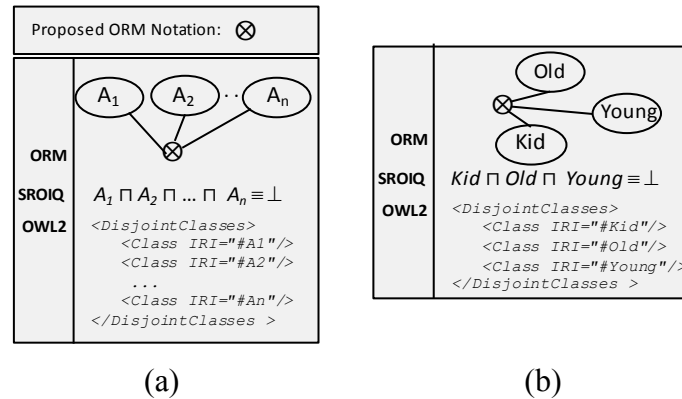 Proposed ORM Notation: ⊗
A1 A2 ·· An
ORM
SROIQ A1 ⊓ A2 ⊓ ... ⊓ An ≡ ⊥
OWL2 <DisjointClasses>
<Class IRI="#A1"/>
<Class IRI="#A2"/>
...
<Class IRI="#An"/>
</DisjointClasses >
(a)
Old
Young
Kid
ORM
SROIQ Kid ⊓ Old ⊓ Young ≡ ⊥
OWL2 <DisjointClasses>
<Class IRI="#Kid"/>
<Class IRI="#Old"/>
<Class IRI="#Young"/>
</DisjointClasses >
(b)